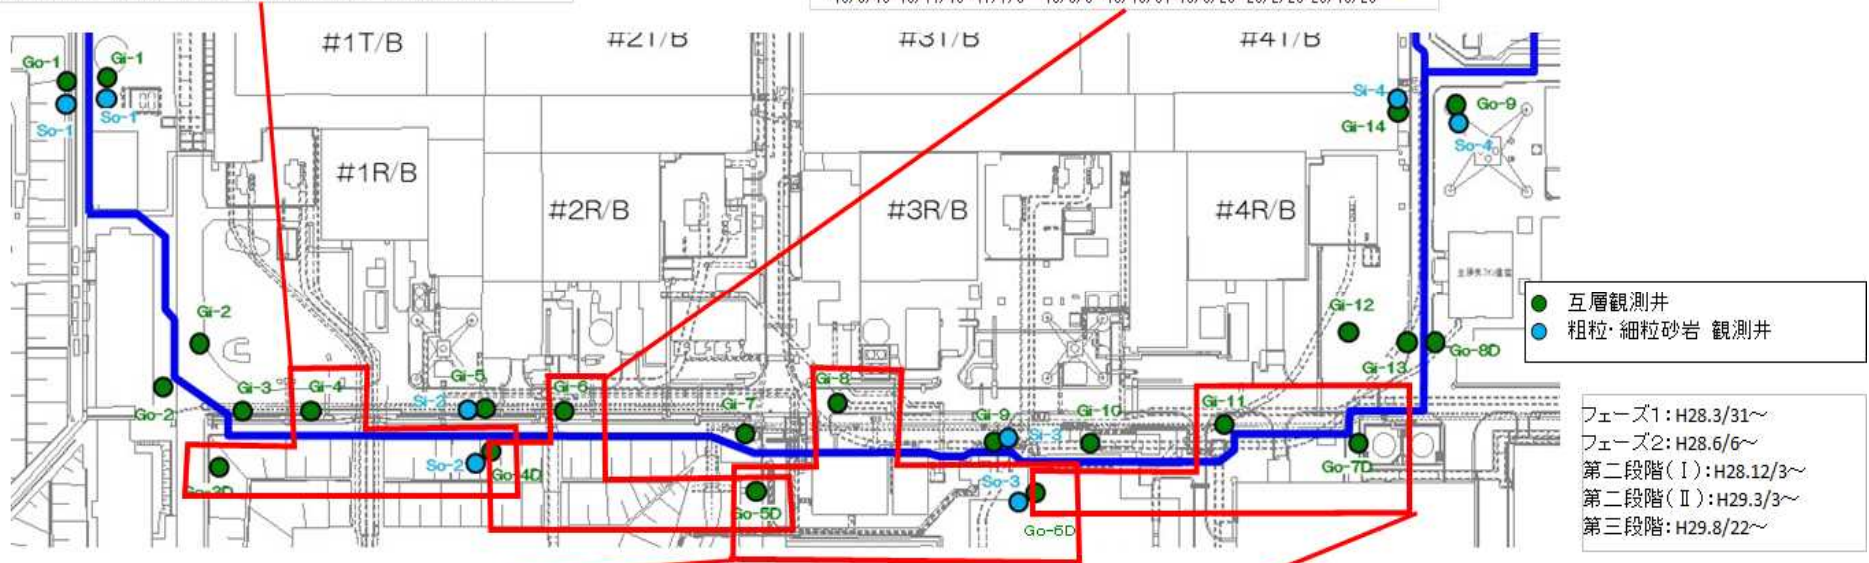 #1T/B
#2T/B
#3T/B
#4T/B
Go-1
Gi-1
So-1
So-1
Si-4
Gi-14
Go-9
So-4
#1R/B
#2R/B
#3R/B
#4R/B
Gi-2
Gi-12
Go-8D
Gi-13
Go-2
Gi-3
Gi-4
Gi-5
Si-2
Gi-6
Gi-7
Gi-8
Gi-9
Si-3
Gi-10
Gi-11
Go-7D
Go-3D
So-2
Go-4D
Go-5D
So-3
Go-6D
互層観測井
粗粒・細粒砂岩 観測井
フェーズ1：H28.3/31～
フェーズ2：H28.6/6～
第二段階(Ⅰ)：H28.12/3～
第二段階(Ⅱ)：H29.3/3～
第三段階：H29.8/22～